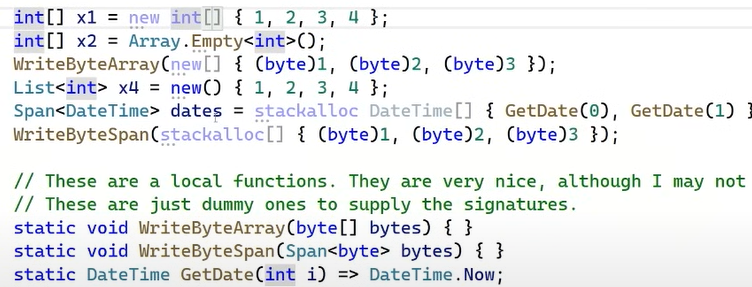 int[] x1 = new int[] { 1, 2, 3, 4 };
int[] x2 = Array.Empty<int>();
WriteByteArray(new[] { (byte)1, (byte)2, (byte)3 });
List<int> x4 = new() { 1, 2, 3, 4 };
Span<DateTime> dates = stackalloc DateTime[] { GetDate(0), GetDate(1) }
WriteByteSpan(stackalloc[] { (byte)1, (byte)2, (byte)3 });
// These are a local functions. They are very nice, although I may not
// These are just dummy ones to supply the signatures.
static void WriteByteArray(byte[] bytes) { }
static void WriteByteSpan(Span<byte> bytes) { }
static DateTime GetDate(int i) => DateTime.Now;